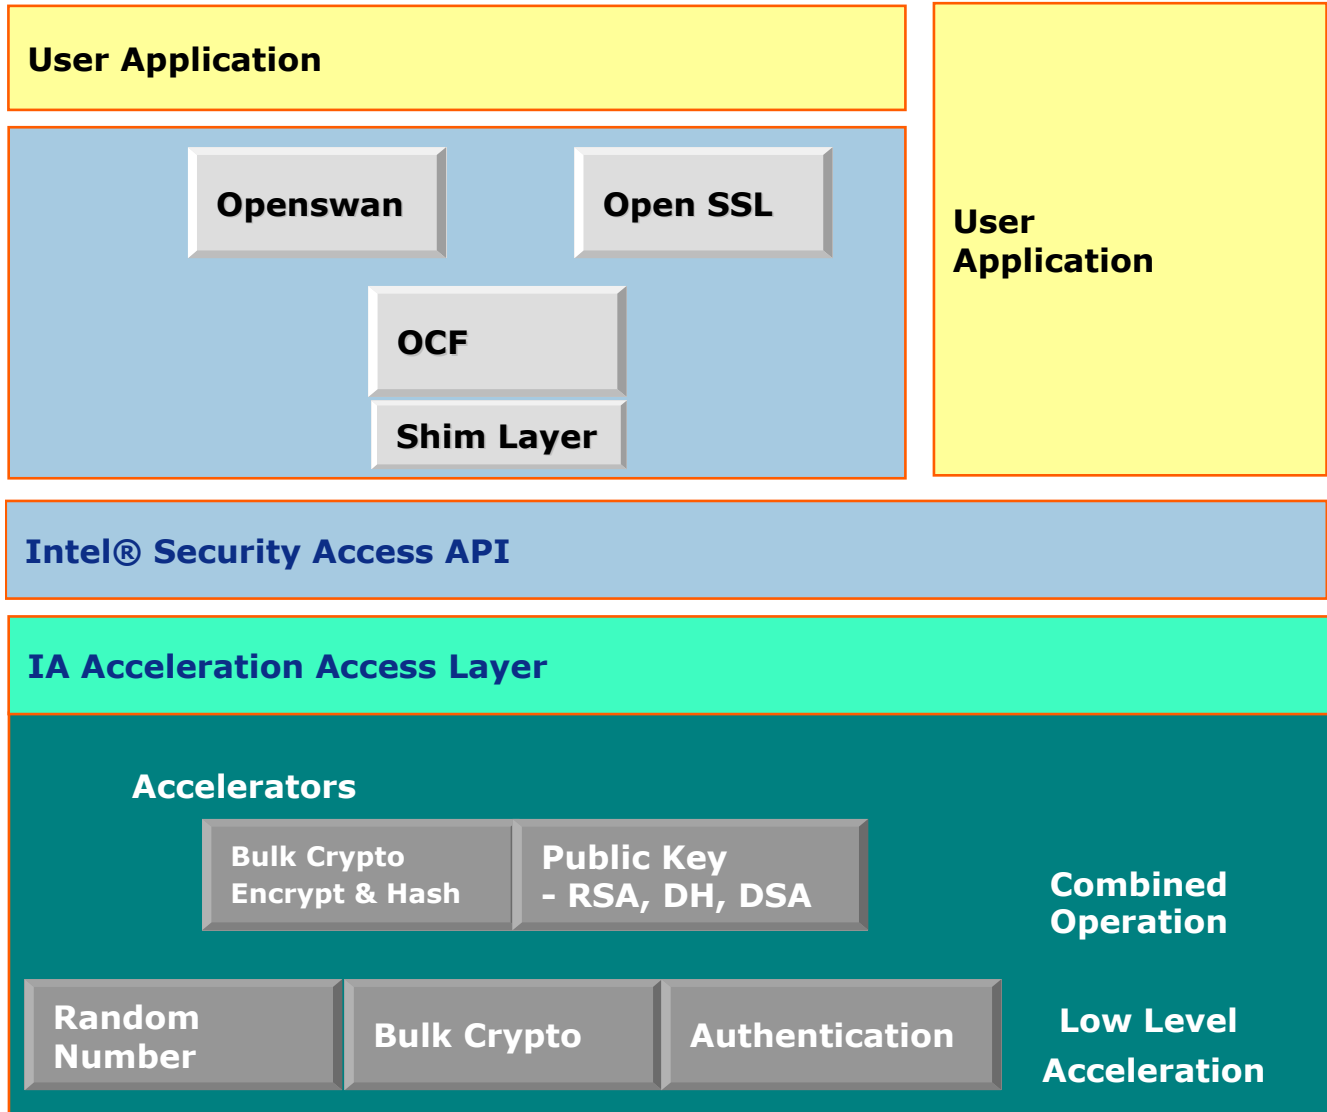 User Application
Openswan
Open SSL
User
Application
OCF
Shim Layer
Intel® Security Access API
IA Acceleration Access Layer
Accelerators
Bulk Crypto
Encrypt & Hash
Public Key
- RSA, DH, DSA
Combined
Operation
Random
Number
Bulk Crypto
Authentication
Low Level
Acceleration